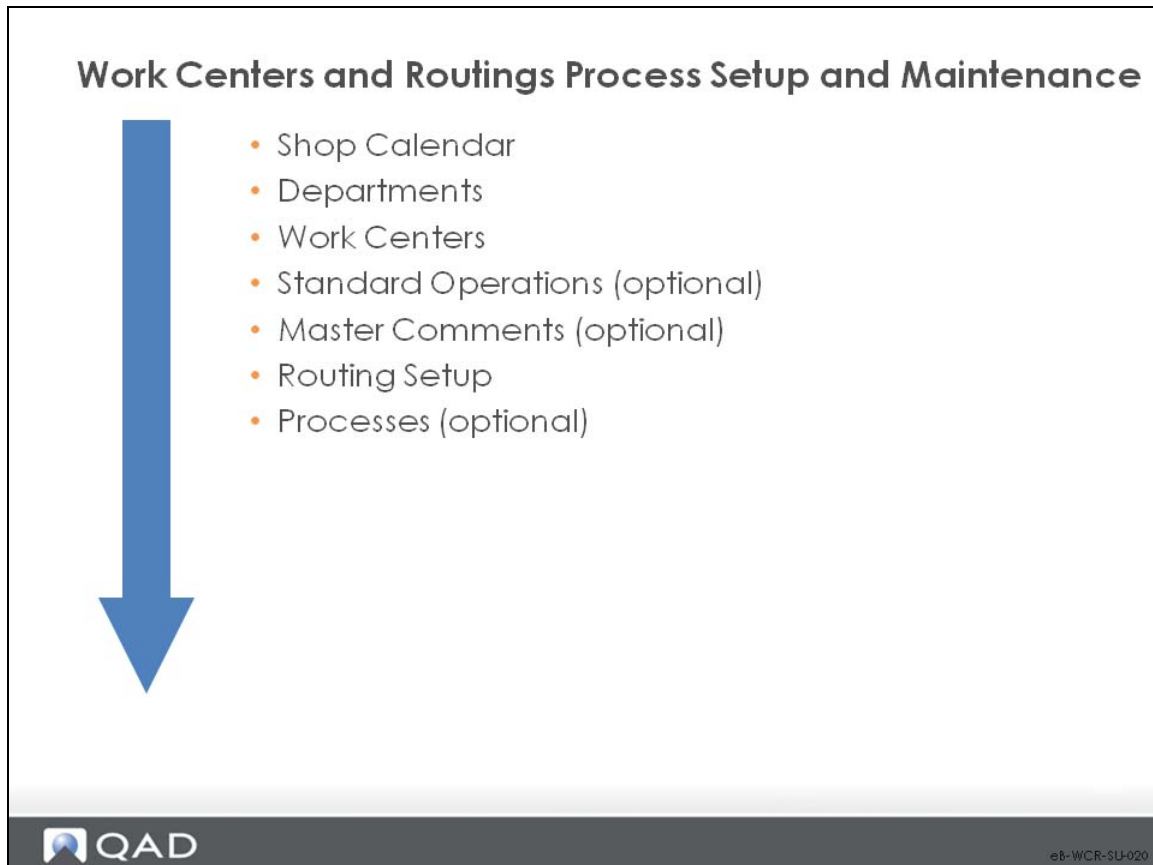 Work Centers and Routings Process Setup and Maintenance
• Shop Calendar
• Departments
• Work Centers
• Standard Operations (optional)
• Master Comments (optional)
• Routing Setup
• Processes (optional)
QAD
eB-WCR-SU-020